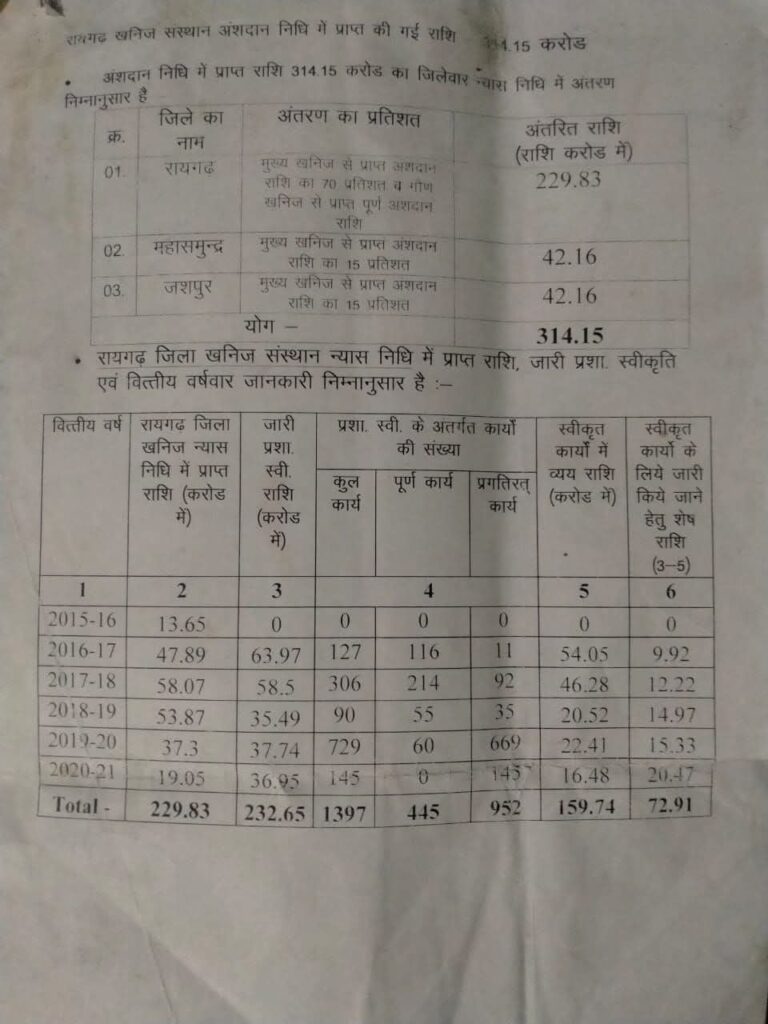 रायगढ़ खनिज संस्थान अंशदान निधि में प्राप्त की गई राशि 314.15 करोड
• अंशदान निधि में प्राप्त राशि 314.15 करोड का जिलेवार न्यास निधि में अंतरण
निम्नानुसार है
क्र. जिले का नाम अंतरण का प्रतिशत अंतरित राशि (राशि करोड में)
01. रायगढ मुख्य खनिज से प्राप्त अशदान 229.83
राशि का 70 प्रतिशत व गौण
खनिज से प्राप्त पूर्ण अशदान
राशि
02. महासमुन्द्र मुख्य खनिज से प्राप्त अंशदान 42.16
राशि का 15 प्रतिशत
03. जशपुर मुख्य खनिज से प्राप्त अंशदान 42.16
राशि का 15 प्रतिशत
योग – 314.15
• रायगढ़ जिला खनिज संस्थान न्यास निधि में प्राप्त राशि, जारी प्रशा. स्वीकृति
एवं वित्तीय वर्षवार जानकारी निम्नानुसार है :–
वित्तीय वर्ष
रायगढ़ जिला
खनिज न्यास
निधि में प्राप्त
राशि (करोड
में)
जारी
प्रशा.
स्वी.
राशि
(करोड
में)
प्रशा. स्वी. के अतर्गत कार्यो
की संख्या
कुल
कार्य
पूर्ण कार्य
प्रगतिरत्
कार्य
स्वीकृत
कार्यो में
व्यय राशि
(करोड में)
स्वीकृत
कार्यो के
लिये जारी
किये जाने
हेतु शेष
राशि
(3–5)
1 2 3 4 5 6
2015-16 13.65 0 0 0 0 0 0
2016-17 47.89 63.97 127 116 11 54.05 9.92
2017-18 58.07 58.5 306 214 92 46.28 12.22
2018-19 53.87 35.49 90 55 35 20.52 14.97
2019-20 37.3 37.74 729 60 669 22.41 15.33
2020-21 19.05 36.95 145 0 145 16.48 20.47
Total - 229.83 232.65 1397 445 952 159.74 72.91